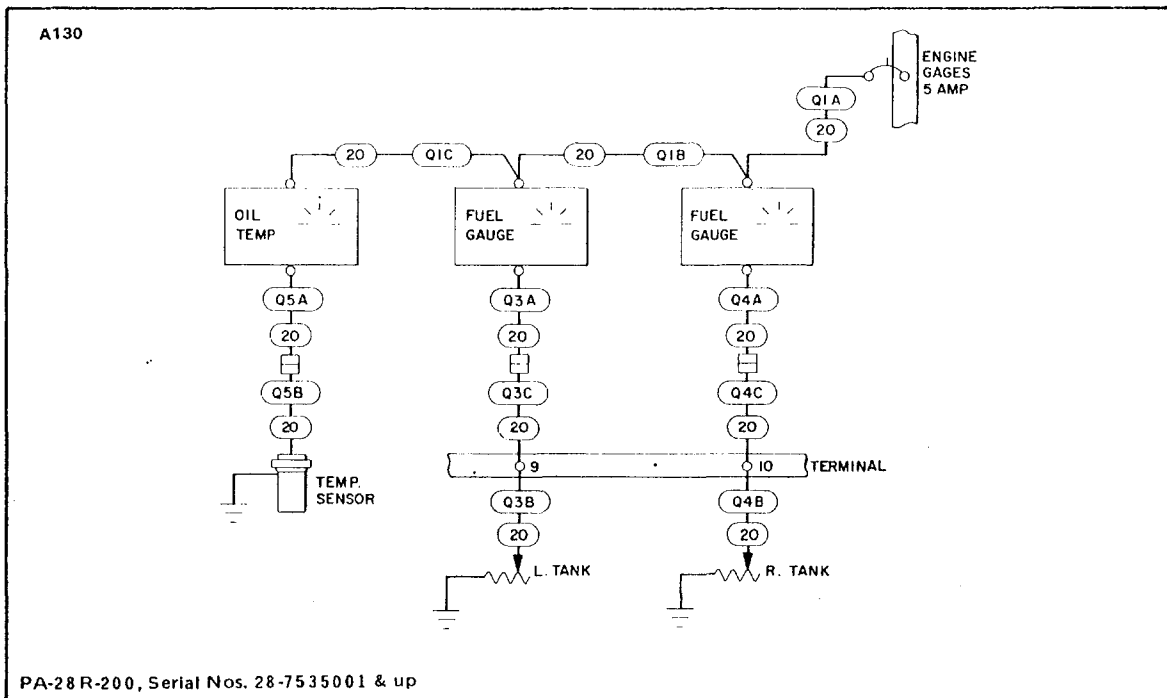 A130
ENGINE
GAGES
5 AMP
Q1A
20
20
Q1C
20
Q1B
OIL
TEMP
FUEL
GAUGE
FUEL
GAUGE
Q5A
Q3A
Q4A
20
20
20
Q5B
Q3C
Q4C
20
20
20
9
10
TERMINAL
TEMP.
SENSOR
Q3B
Q4B
20
20
L. TANK
R. TANK
PA-28R-200, Serial Nos. 28-7535001 & up